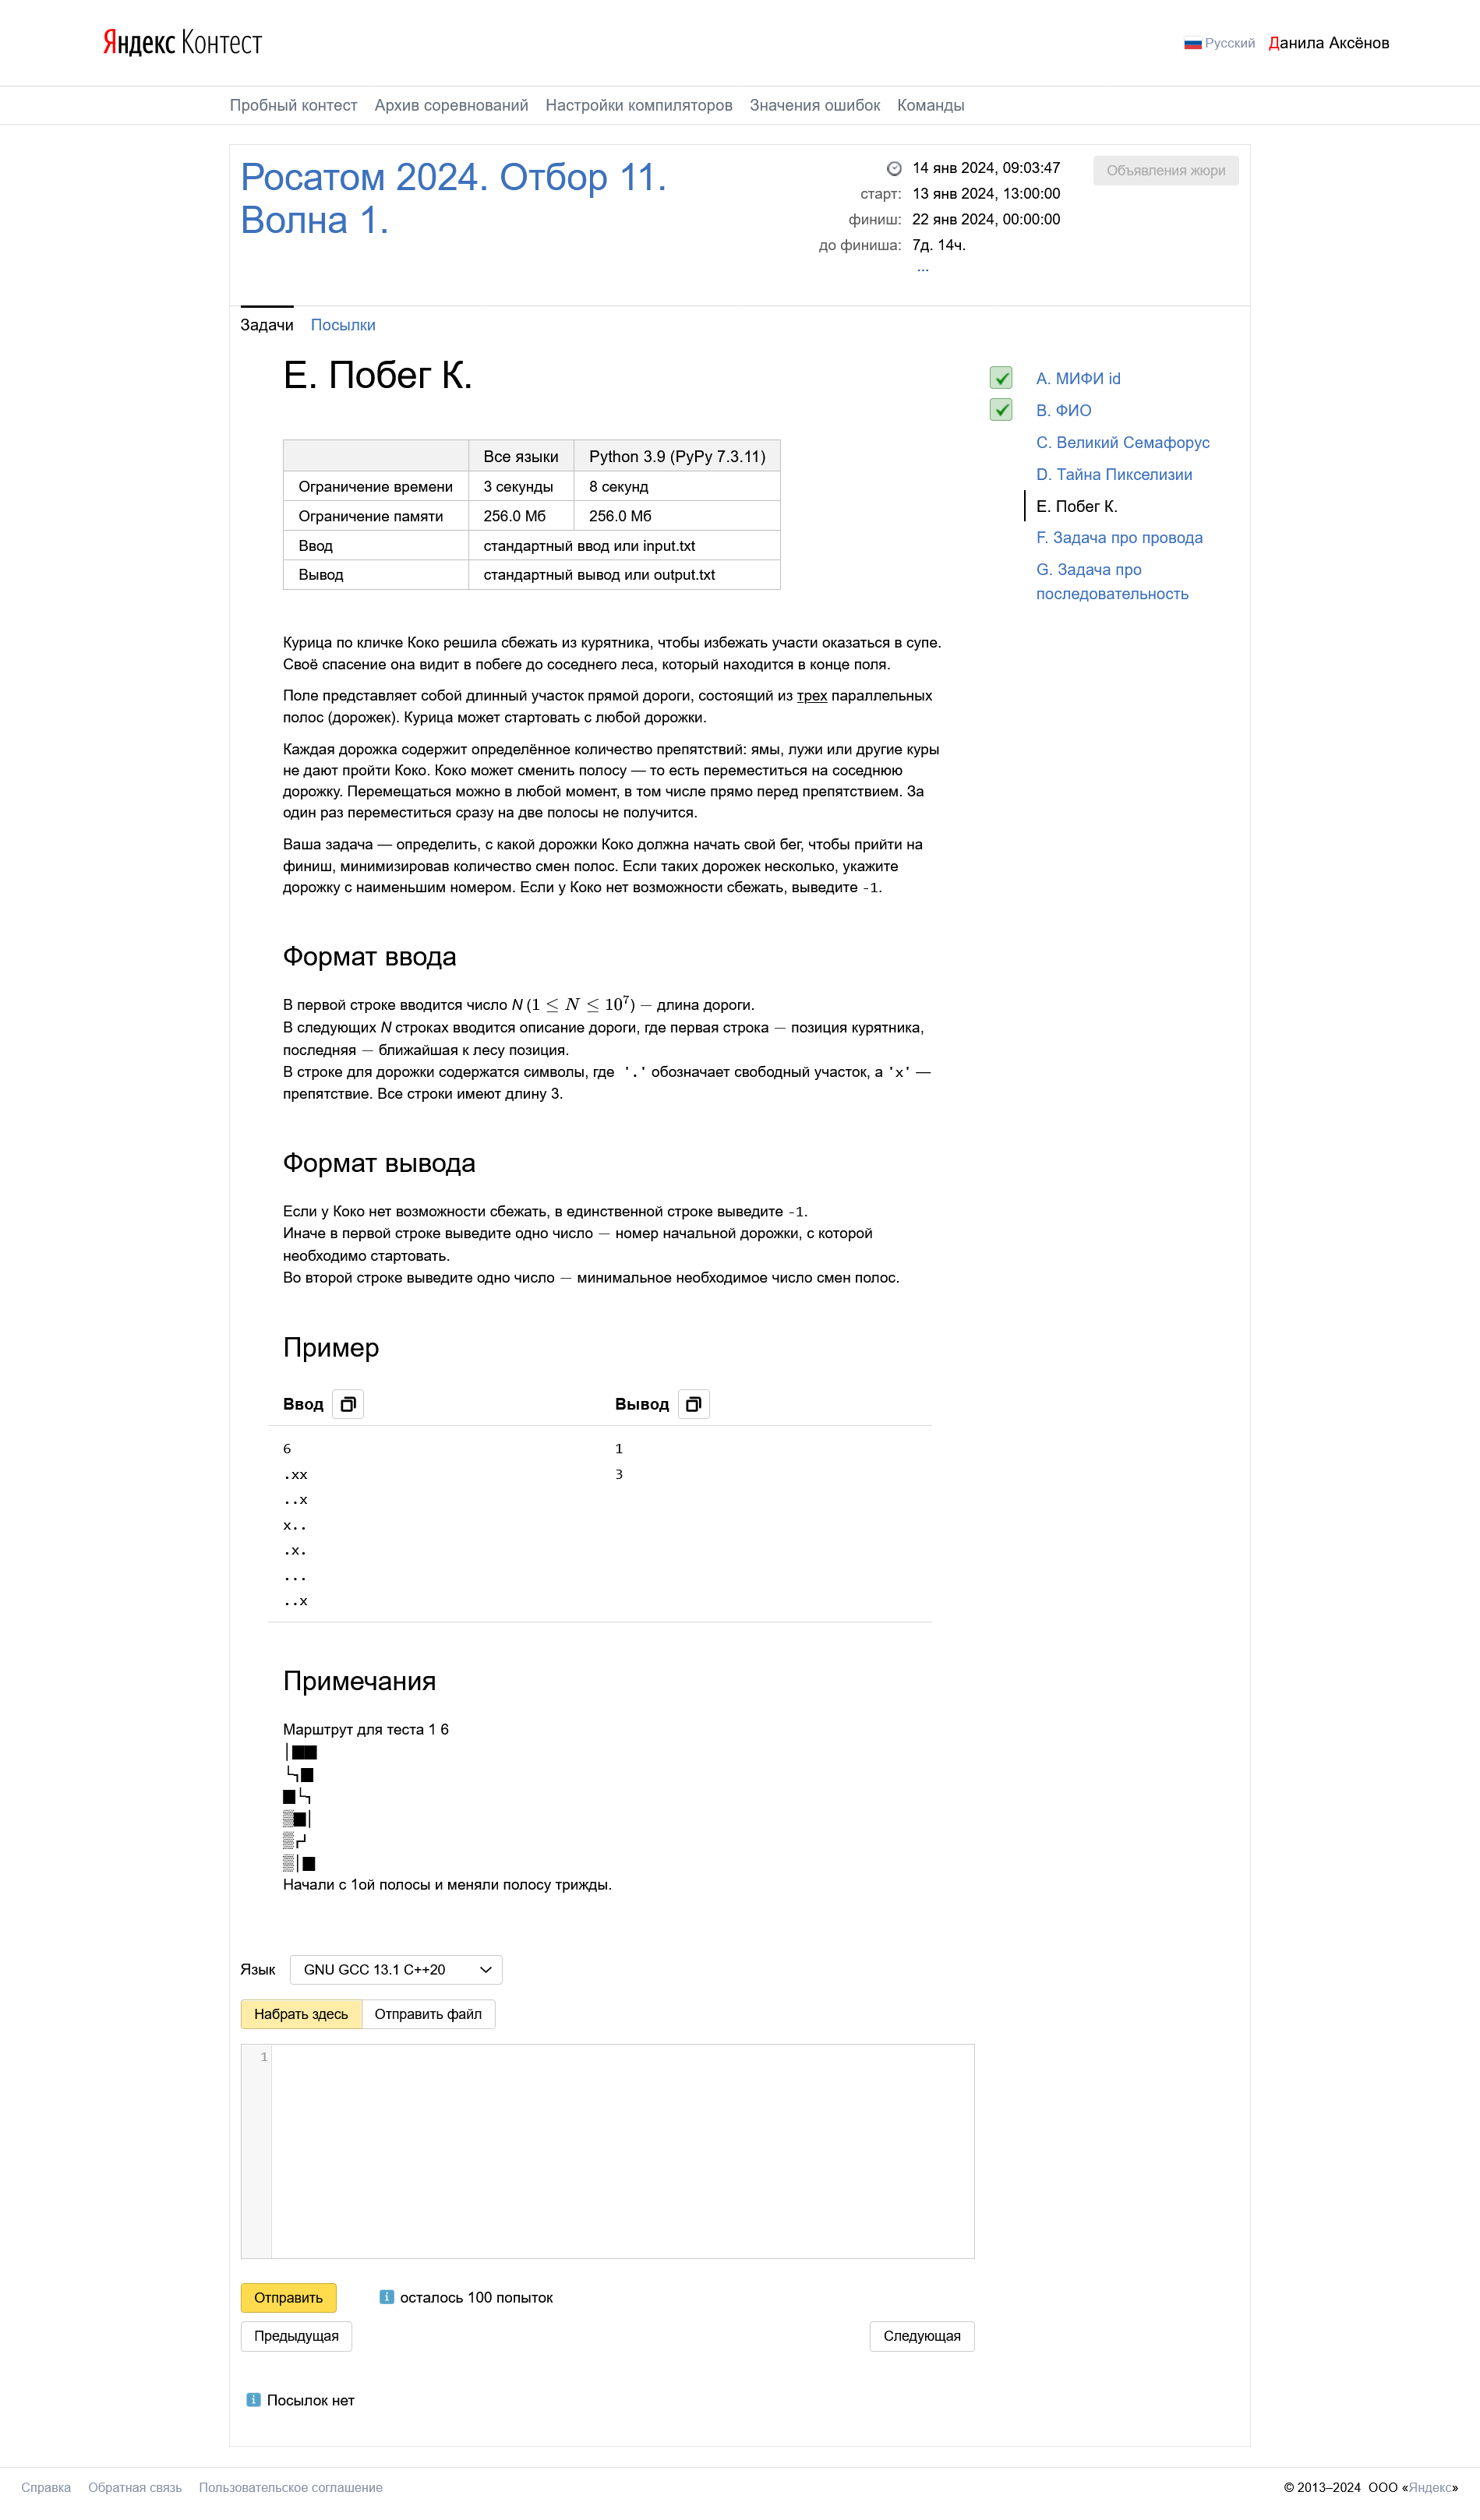 Яндекс Контест
Русский Данила Аксёнов
Пробный контест Архив соревнований Настройки компиляторов Значения ошибок Команды
Росатом 2024. Отбор 11.
Волна 1.
14 янв 2024, 09:03:47
старт: 13 янв 2024, 13:00:00
финиш: 22 янв 2024, 00:00:00
до финиша: 7д. 14ч.
...
Объявления жюри
Задачи Посылки
E. Побег К.
Все языки Python 3.9 (PyPy 7.3.11)
Ограничение времени 3 секунды 8 секунд
Ограничение памяти 256.0 Мб 256.0 Мб
Ввод стандартный ввод или input.txt
Вывод стандартный вывод или output.txt
A. МИФИ id
B. ФИО
C. Великий Семафорус
D. Тайна Пикселизии
E. Побег К.
F. Задача про провода
G. Задача про
последовательность
Курица по кличке Коко решила сбежать из курятника, чтобы избежать участи оказаться в супе.
Своё спасение она видит в побеге до соседнего леса, который находится в конце поля.
Поле представляет собой длинный участок прямой дороги, состоящий из трех параллельных
полос (дорожек). Курица может стартовать с любой дорожки.
Каждая дорожка содержит определённое количество препятствий: ямы, лужи или другие куры
не дают пройти Коко. Коко может сменить полосу — то есть переместиться на соседнюю
дорожку. Перемещаться можно в любой момент, в том числе прямо перед препятствием. За
один раз переместиться сразу на две полосы не получится.
Ваша задача — определить, с какой дорожки Коко должна начать свой бег, чтобы прийти на
финиш, минимизировав количество смен полос. Если таких дорожек несколько, укажите
дорожку с наименьшим номером. Если у Коко нет возможности сбежать, выведите -1.
Формат ввода
В первой строке вводится число N (1 ≤ N ≤ 10⁷) — длина дороги.
В следующих N строках вводится описание дороги, где первая строка — позиция курятника,
последняя — ближайшая к лесу позиция.
В строке для дорожки содержатся символы, где '.' обозначает свободный участок, а 'x' —
препятствие. Все строки имеют длину 3.
Формат вывода
Если у Коко нет возможности сбежать, в единственной строке выведите -1.
Иначе в первой строке выведите одно число — номер начальной дорожки, с которой
необходимо стартовать.
Во второй строке выведите одно число — минимальное необходимое число смен полос.
Пример
Ввод Вывод
6 1
.xx 3
..x
x..
.x.
...
..x
Примечания
Маршрут для теста 1 6
│■■
└┐■
■└┐
▒■│
▒┌┘
▒│■
Начали с 1ой полосы и меняли полосу трижды.
Язык GNU GCC 13.1 C++20
Набрать здесь Отправить файл
1
Отправить осталось 100 попыток
Предыдущая Следующая
Посылок нет
Справка Обратная связь Пользовательское соглашение © 2013–2024 ООО «Яндекс»